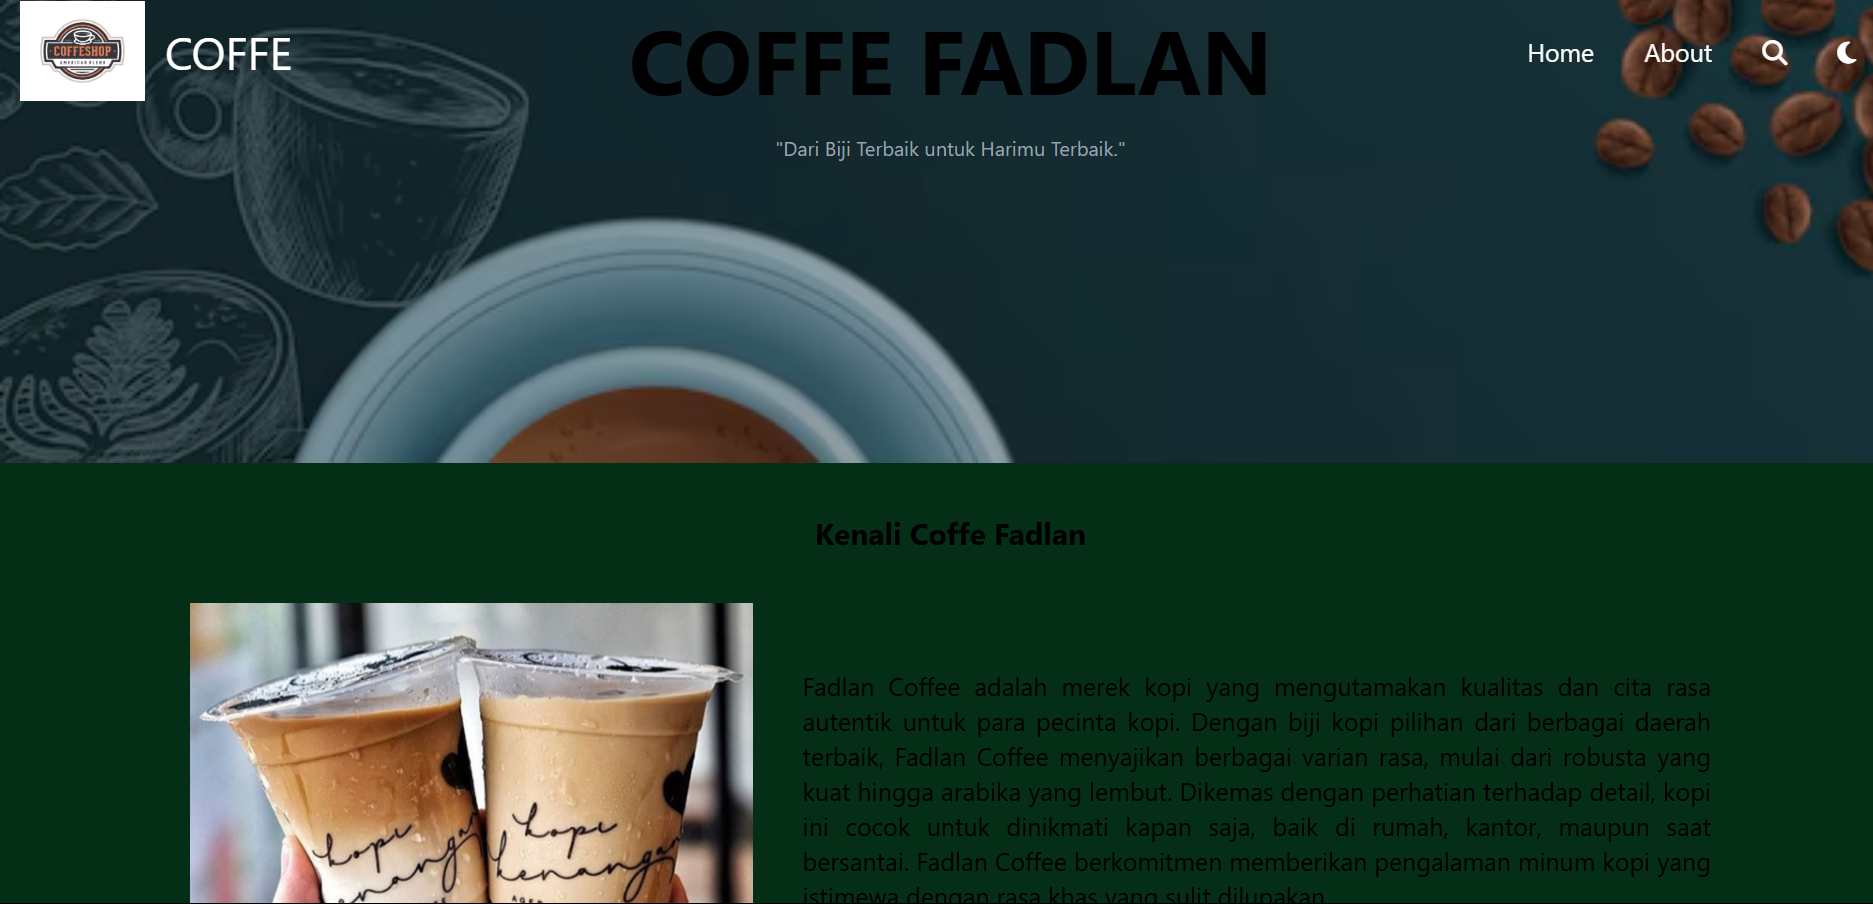 COFFESHOP
AMERICAN BLEND
COFFE
COFFE FADLAN
Home
About
"Dari Biji Terbaik untuk Harimu Terbaik."
Kenali Coffe Fadlan
kopi
kenangan
kopi
kenangan
Fadlan Coffee adalah merek kopi yang mengutamakan kualitas dan cita rasa
autentik untuk para pecinta kopi. Dengan biji kopi pilihan dari berbagai daerah
terbaik, Fadlan Coffee menyajikan berbagai varian rasa, mulai dari robusta yang
kuat hingga arabika yang lembut. Dikemas dengan perhatian terhadap detail, kopi
ini cocok untuk dinikmati kapan saja, baik di rumah, kantor, maupun saat
bersantai. Fadlan Coffee berkomitmen memberikan pengalaman minum kopi yang
istimewa dengan rasa khas yang sulit dilupakan.